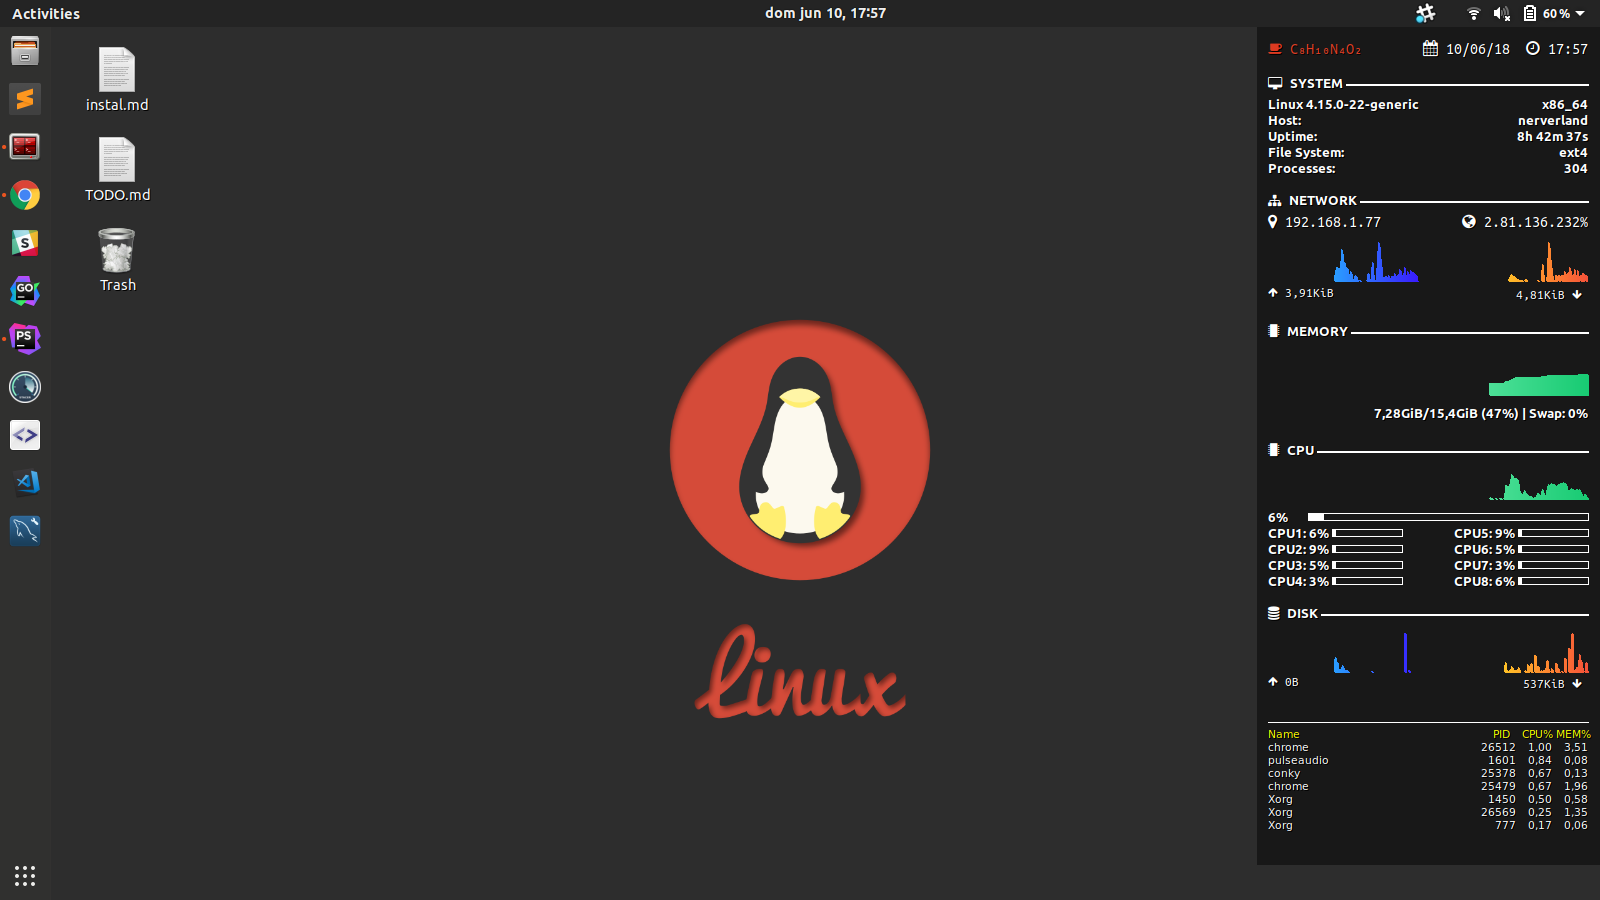 Activities
dom jun 10, 17:57
60 %
instal.md
TODO.md
Trash
S
GO
PS
linux
C₈H₁₀N₄O₂ 10/06/18 17:57
SYSTEM
Linux 4.15.0-22-generic x86_64
Host: nerverland
Uptime: 8h 42m 37s
File System: ext4
Processes: 304
NETWORK
192.168.1.77 2.81.136.232%
3,91KiB 4,81KiB
MEMORY
7,28GiB/15,4GiB (47%) | Swap: 0%
CPU
6%
CPU1: 6% CPU5: 9%
CPU2: 9% CPU6: 5%
CPU3: 5% CPU7: 3%
CPU4: 3% CPU8: 6%
DISK
0B 537KiB
Name PID CPU% MEM%
chrome 26512 1,00 3,51
pulseaudio 1601 0,84 0,08
conky 25378 0,67 0,13
chrome 25479 0,67 1,96
Xorg 1450 0,50 0,58
Xorg 26569 0,25 1,35
Xorg 777 0,17 0,06